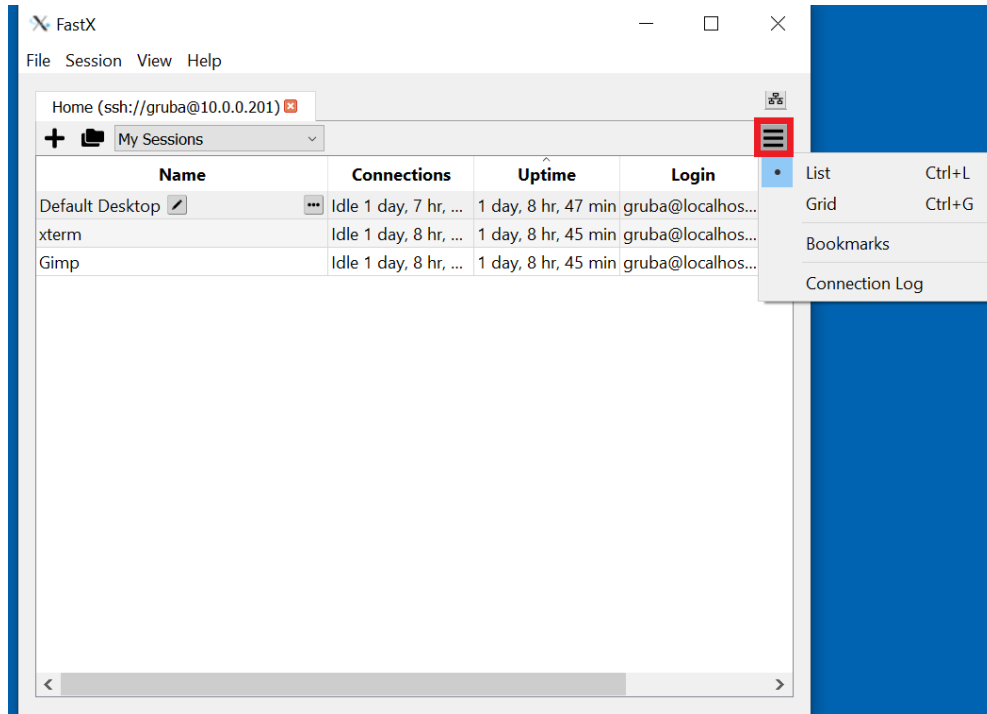 FastX
File Session View Help
Home (ssh://gruba@10.0.0.201)
My Sessions
Name Connections Uptime Login
Default Desktop Idle 1 day, 7 hr, ... 1 day, 8 hr, 47 min gruba@localhos...
xterm Idle 1 day, 8 hr, ... 1 day, 8 hr, 45 min gruba@localhos...
Gimp Idle 1 day, 8 hr, ... 1 day, 8 hr, 45 min gruba@localhos...
List Ctrl+L
Grid Ctrl+G
Bookmarks
Connection Log